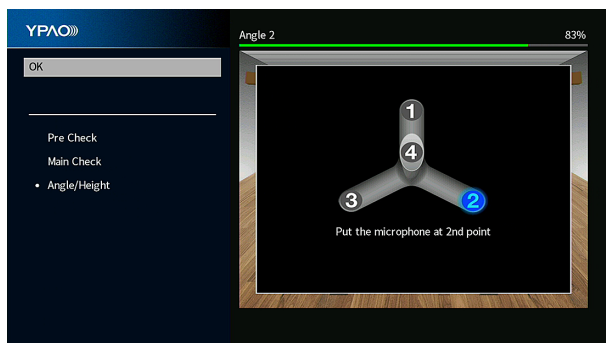 YPAO
OK
Pre Check
Main Check
• Angle/Height
Angle 2
83%
1
4
3
2
Put the microphone at 2nd point